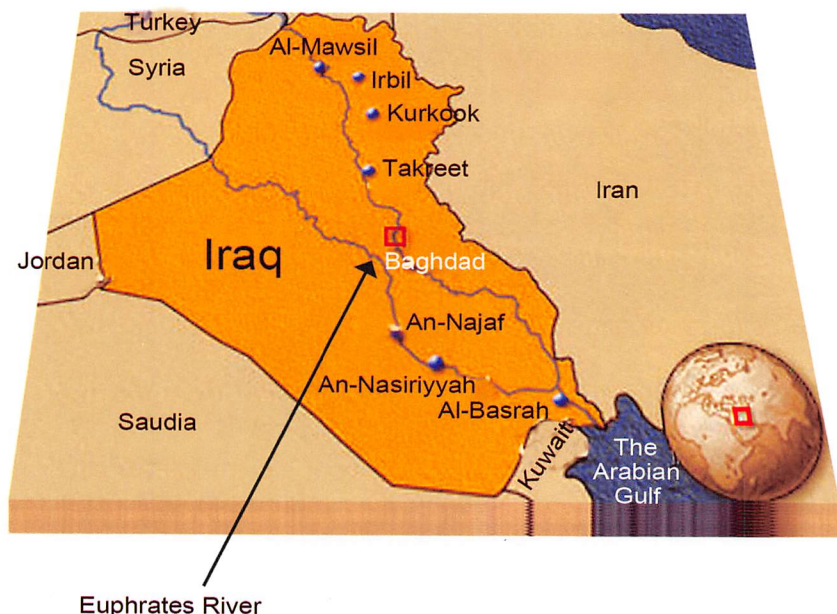 Turkey
Al-Mawsil
Syria
Irbil
Kurkook
Takreet
Iran
Jordan
Iraq
Baghdad
An-Najaf
An-Nasiriyyah
Al-Basrah
Saudia
Kuwait
The
Arabian
Gulf
Euphrates River